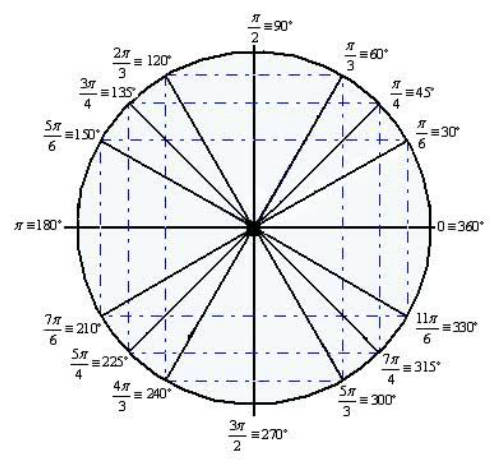 π/2 ≡ 90°
2π/3 ≡ 120°
π/3 ≡ 60°
3π/4 ≡ 135°
π/4 ≡ 45°
5π/6 ≡ 150°
π/6 ≡ 30°
π ≡ 180°
0 ≡ 360°
7π/6 ≡ 210°
11π/6 ≡ 330°
5π/4 ≡ 225°
7π/4 ≡ 315°
4π/3 ≡ 240°
5π/3 ≡ 300°
3π/2 ≡ 270°